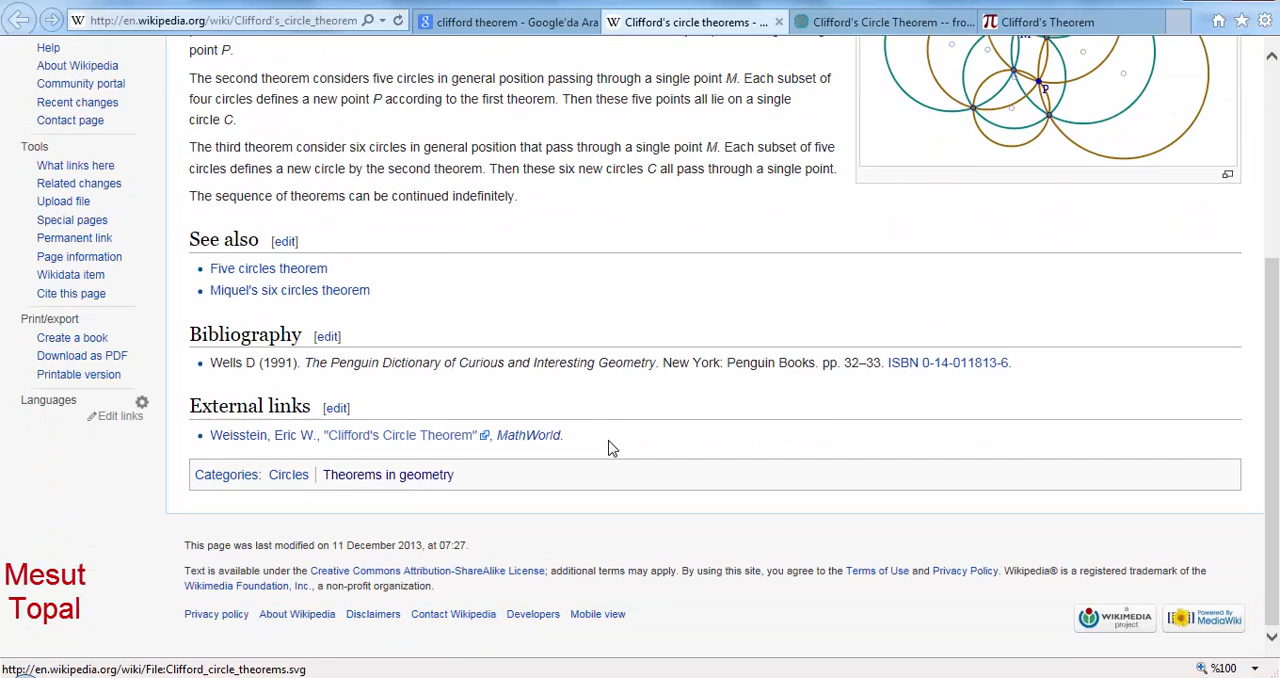 http://en.wikipedia.org/wiki/Clifford's_circle_theorem
clifford theorem - Google'da Ara
Clifford's circle theorems - ...
Clifford's Circle Theorem -- fro...
Clifford's Theorem
Help
About Wikipedia
Community portal
Recent changes
Contact page
Tools
What links here
Related changes
Upload file
Special pages
Permanent link
Page information
Wikidata item
Cite this page
Print/export
Create a book
Download as PDF
Printable version
Languages
Edit links
point P.
The second theorem considers five circles in general position passing through a single point M. Each subset of
four circles defines a new point P according to the first theorem. Then these five points all lie on a single
circle C.
The third theorem consider six circles in general position that pass through a single point M. Each subset of five
circles defines a new circle by the second theorem. Then these six new circles C all pass through a single point.
The sequence of theorems can be continued indefinitely.
M
P
See also [edit]
Five circles theorem
Miquel's six circles theorem
Bibliography [edit]
Wells D (1991). The Penguin Dictionary of Curious and Interesting Geometry. New York: Penguin Books. pp. 32–33. ISBN 0-14-011813-6.
External links [edit]
Weisstein, Eric W., "Clifford's Circle Theorem", MathWorld.
Categories: Circles | Theorems in geometry
This page was last modified on 11 December 2013, at 07:27.
Text is available under the Creative Commons Attribution-ShareAlike License; additional terms may apply. By using this site, you agree to the Terms of Use and Privacy Policy. Wikipedia® is a registered trademark of the
Wikimedia Foundation, Inc., a non-profit organization.
Privacy policy About Wikipedia Disclaimers Contact Wikipedia Developers Mobile view
A WIKIMEDIA project
Powered By MediaWiki
Mesut
Topal
http://en.wikipedia.org/wiki/File:Clifford_circle_theorems.svg
%100